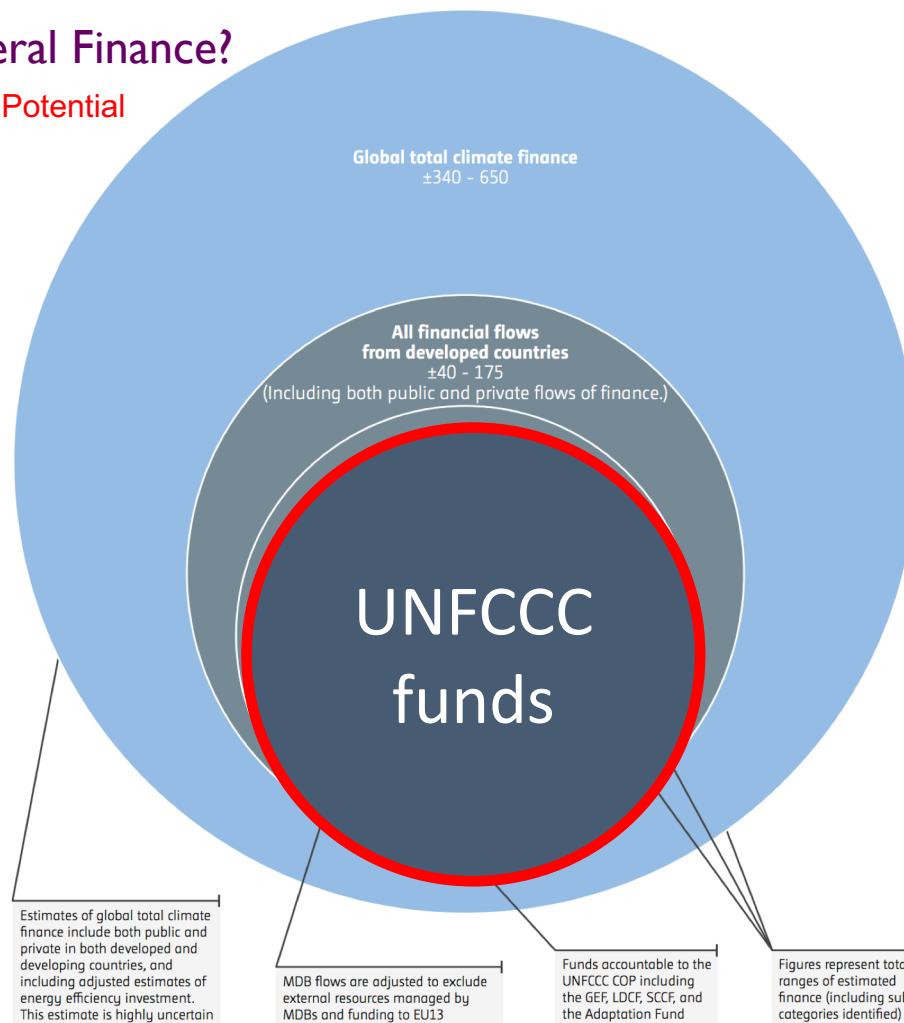 eral Finance?
Potential
Global total climate finance
±340 - 650
All financial flows
from developed countries
±40 - 175
(Including both public and private flows of finance.)
UNFCCC
funds
Estimates of global total climate
finance include both public and
private in both developed and
developing countries, and
including adjusted estimates of
energy efficiency investment.
This estimate is highly uncertain
MDB flows are adjusted to exclude
external resources managed by
MDBs and funding to EU13
Funds accountable to the
UNFCCC COP including
the GEF, LDCF, SCCF, and
the Adaptation Fund
Figures represent tota
ranges of estimated
finance (including sul
categories identified)